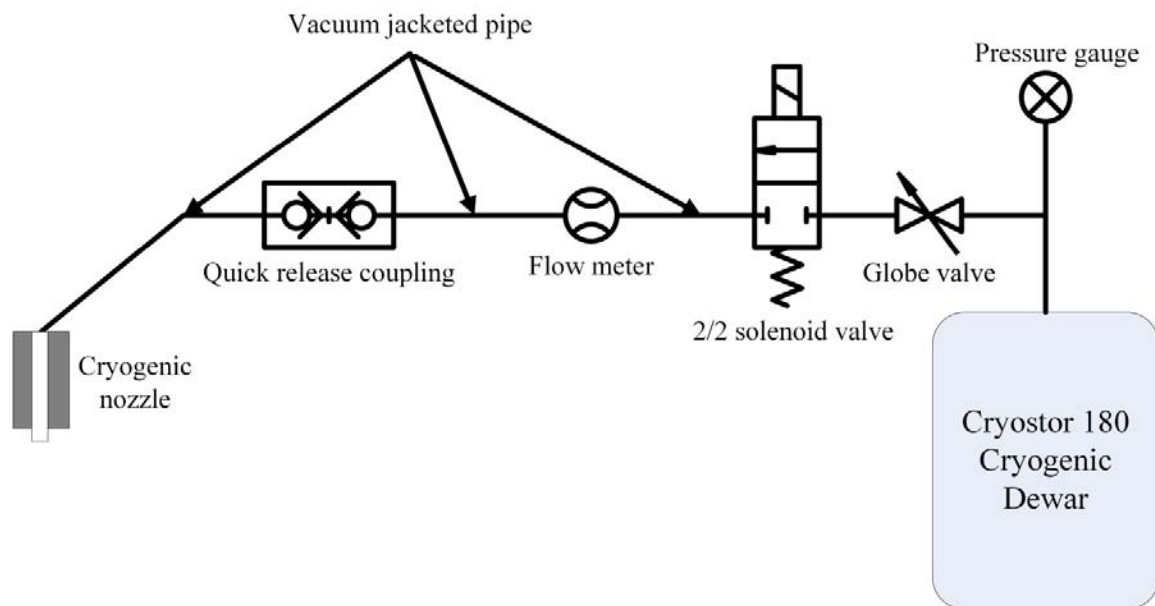 Vacuum jacketed pipe
Pressure gauge
Quick release coupling
Flow meter
Globe valve
2/2 solenoid valve
Cryogenic
nozzle
Cryostor 180
Cryogenic
Dewar